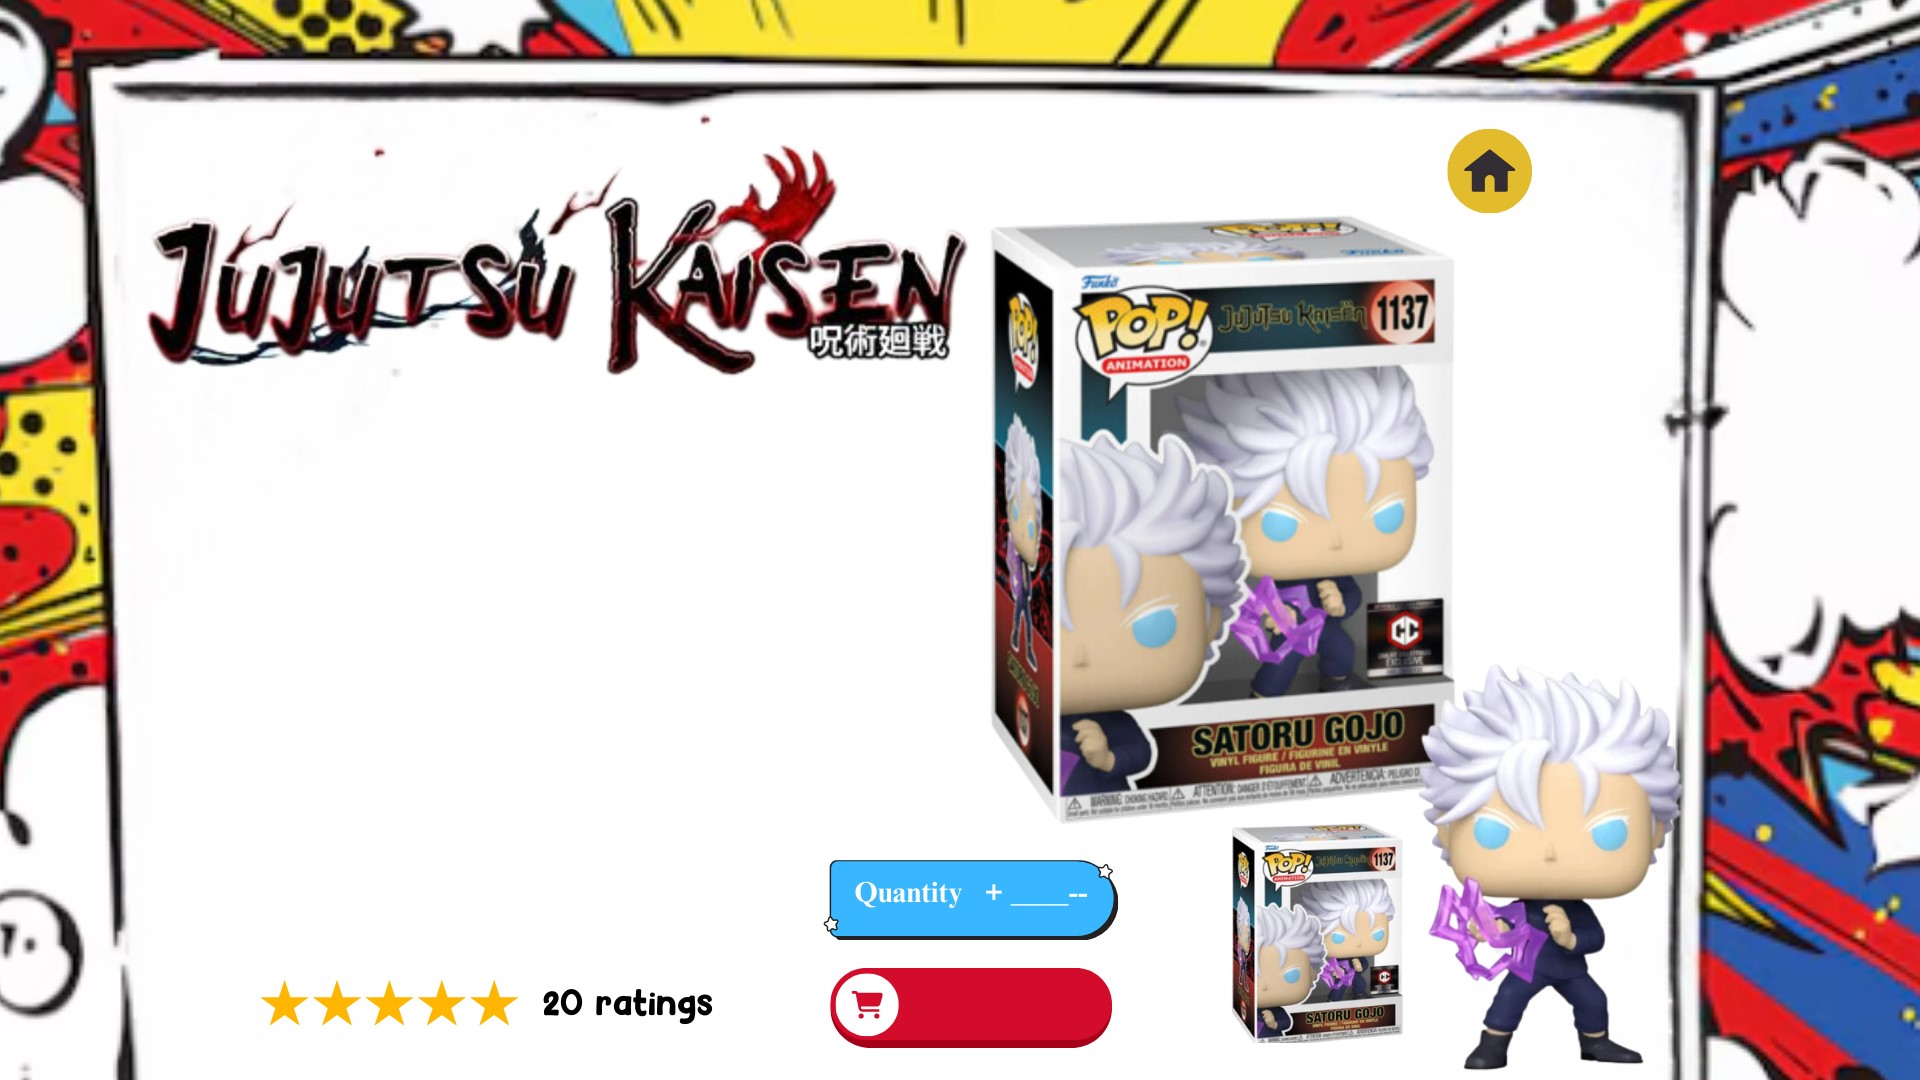 JUJUTSU KAISEN
呪術廻戦
Funko
POP!
ANIMATION
JuJuTsu Kaisen
1137
CC
EXCLUSIVE
SATORU GOJO
VINYL FIGURE / FIGURINE EN VINYLE
FIGURA DE VINIL
WARNING: CHOKING HAZARD. ATTENTION: DANGER D'ÉTOUFFEMENT. ADVERTENCIA: PELIGRO D
Quantity + ____--
20 ratings
Funko
POP!
ANIMATION
JuJuTsu Kaisen
1137
SATORU GOJO